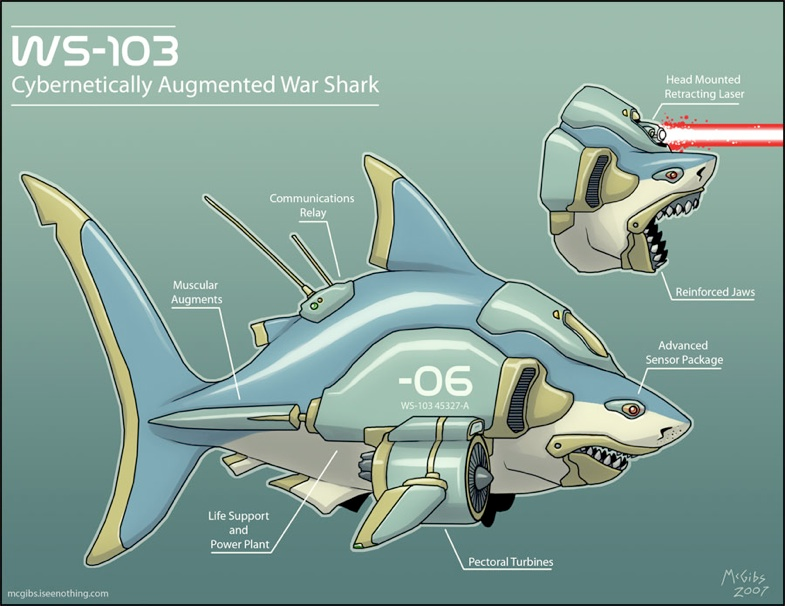 WS-103
Cybernetically Augmented War Shark
Head Mounted
Retracting Laser
Communications
Relay
Reinforced Jaws
Muscular
Augments
Advanced
Sensor Package
-06
WS-103 45327-A
Life Support
and
Power Plant
Pectoral Turbines
mcgibs.iseenothing.com
McGibs
2007